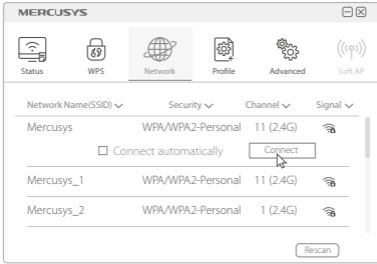 MERCUSYS
Status WPS Network Profile Advanced Soft AP
Network Name(SSID) Security Channel Signal
Mercusys WPA/WPA2-Personal 11 (2.4G)
Connect automatically Connect
Mercusys_1 WPA/WPA2-Personal 11 (2.4G)
Mercusys_2 WPA/WPA2-Personal 1 (2.4G)
Rescan